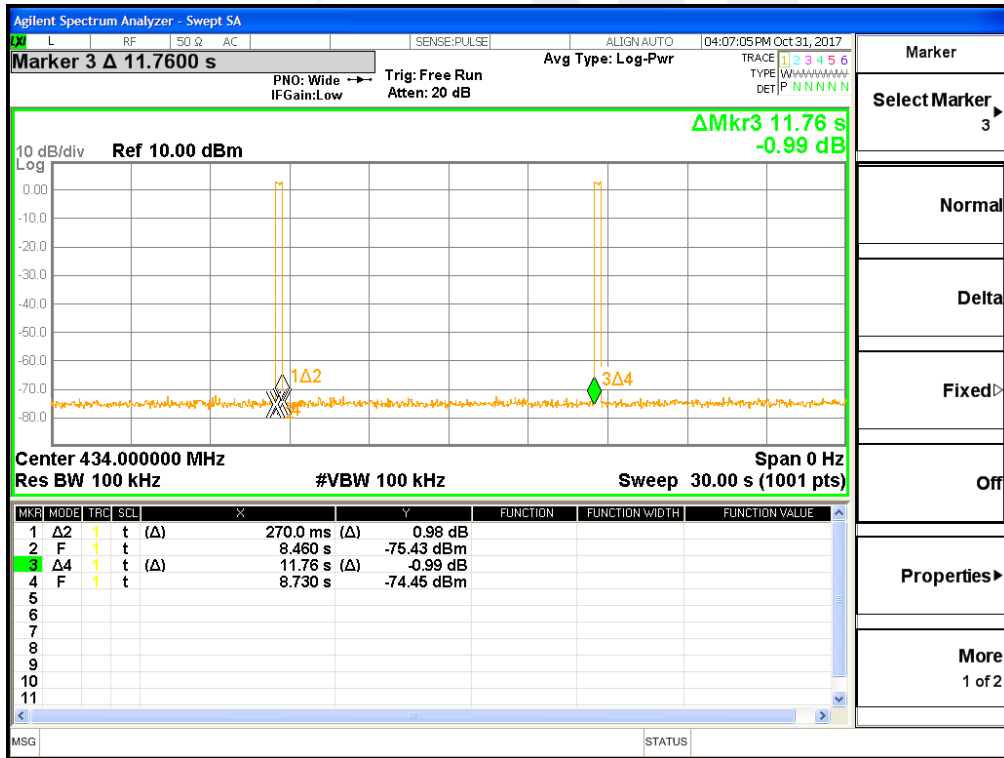 Agilent Spectrum Analyzer - Swept SA
LXI L RF 50 Ω AC SENSE:PULSE ALIGN AUTO 04:07:05 PM Oct 31, 2017
Marker 3 Δ 11.7600 s
PNO: Wide
IFGain:Low
Trig: Free Run
Atten: 20 dB
Avg Type: Log-Pwr
TRACE 1 2 3 4 5 6
TYPE WWWWWWW
DET P N N N N N
ΔMkr3 11.76 s
-0.99 dB
10 dB/div Ref 10.00 dBm
Log
0.00
-10.0
-20.0
-30.0
-40.0
-50.0
-60.0
-70.0
-80.0
1Δ2
3Δ4
Center 434.000000 MHz Span 0 Hz
Res BW 100 kHz #VBW 100 kHz Sweep 30.00 s (1001 pts)
MKR MODE TRC SCL X Y FUNCTION FUNCTION WIDTH FUNCTION VALUE
1 Δ2 1 t (Δ) 270.0 ms (Δ) 0.98 dB
2 F 1 t 8.460 s -75.43 dBm
3 Δ4 1 t (Δ) 11.76 s (Δ) -0.99 dB
4 F 1 t 8.730 s -74.45 dBm
5
6
7
8
9
10
11
MSG STATUS
Marker
Select Marker
3
Normal
Delta
Fixed
Off
Properties
More
1 of 2